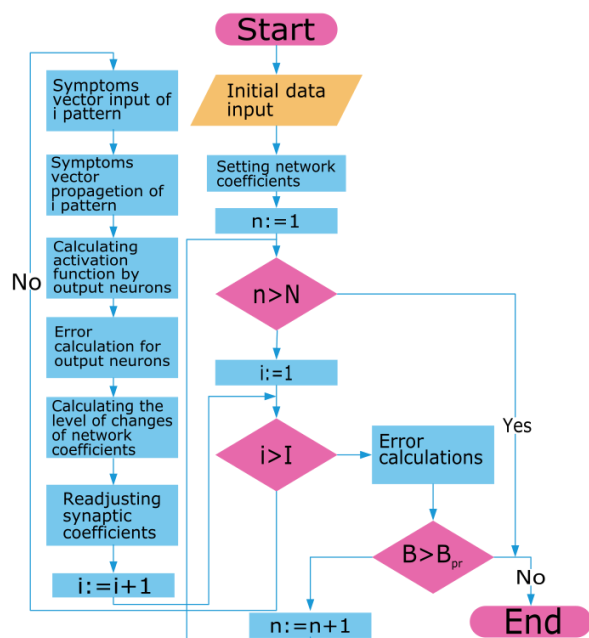 Start
Initial data
input
Setting network
coefficients
n:=1
n>N
i:=1
i>I
Error
calculations
Yes
B>Bpr
No
n:=n+1
End
Symptoms
vector input of
i pattern
Symptoms
vector
propagetion of
i pattern
Calculating
activation
function by
output neurons
No
Error
calculation for
output neurons
Calculating the
level of changes
of network
coefficients
Readjusting
synaptic
coefficients
i:=i+1